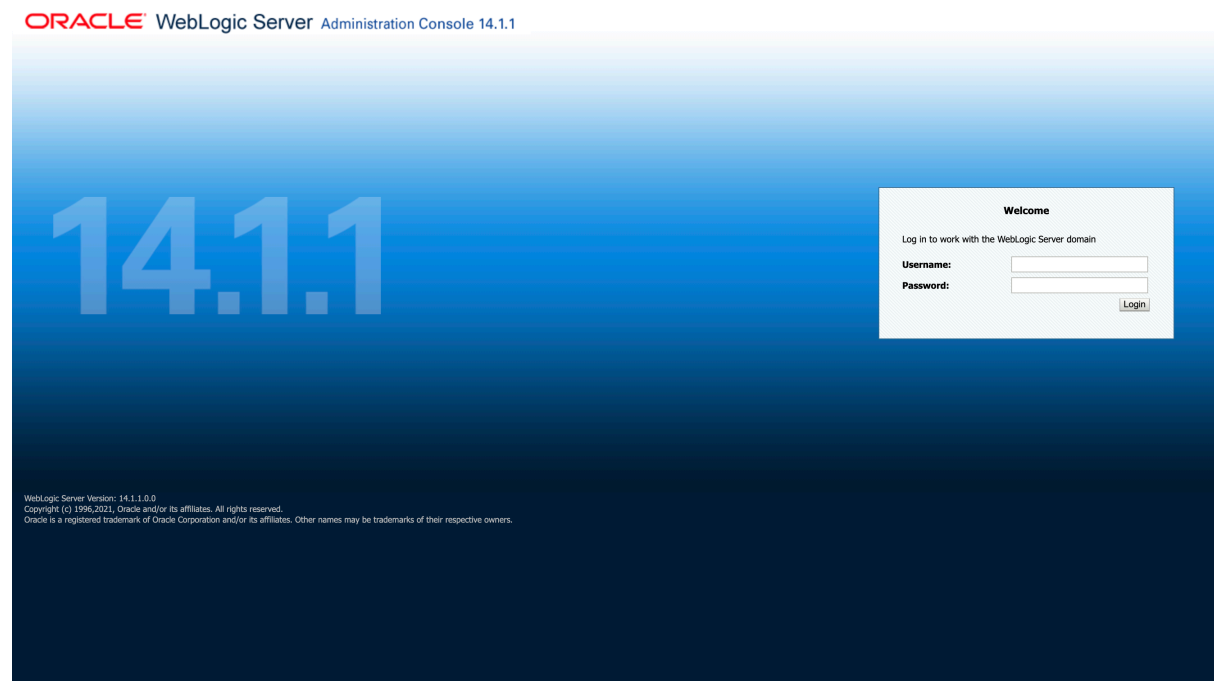 ORACLE WebLogic Server Administration Console 14.1.1
14.1.1
Welcome
Log in to work with the WebLogic Server domain
Username:
Password:
Login
WebLogic Server Version: 14.1.1.0.0
Copyright (c) 1996,2021, Oracle and/or its affiliates. All rights reserved.
Oracle is a registered trademark of Oracle Corporation and/or its affiliates. Other names may be trademarks of their respective owners.